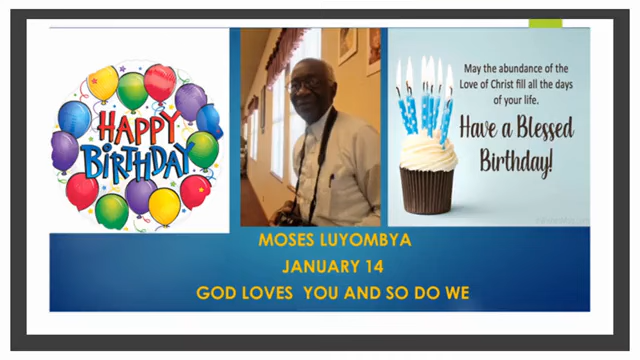 HAPPY
BIRTHDAY
May the abundance of the
Love of Christ fill all the days
of your life.
Have a Blessed
Birthday!
MOSES LUYOMBYA
JANUARY 14
GOD LOVES YOU AND SO DO WE